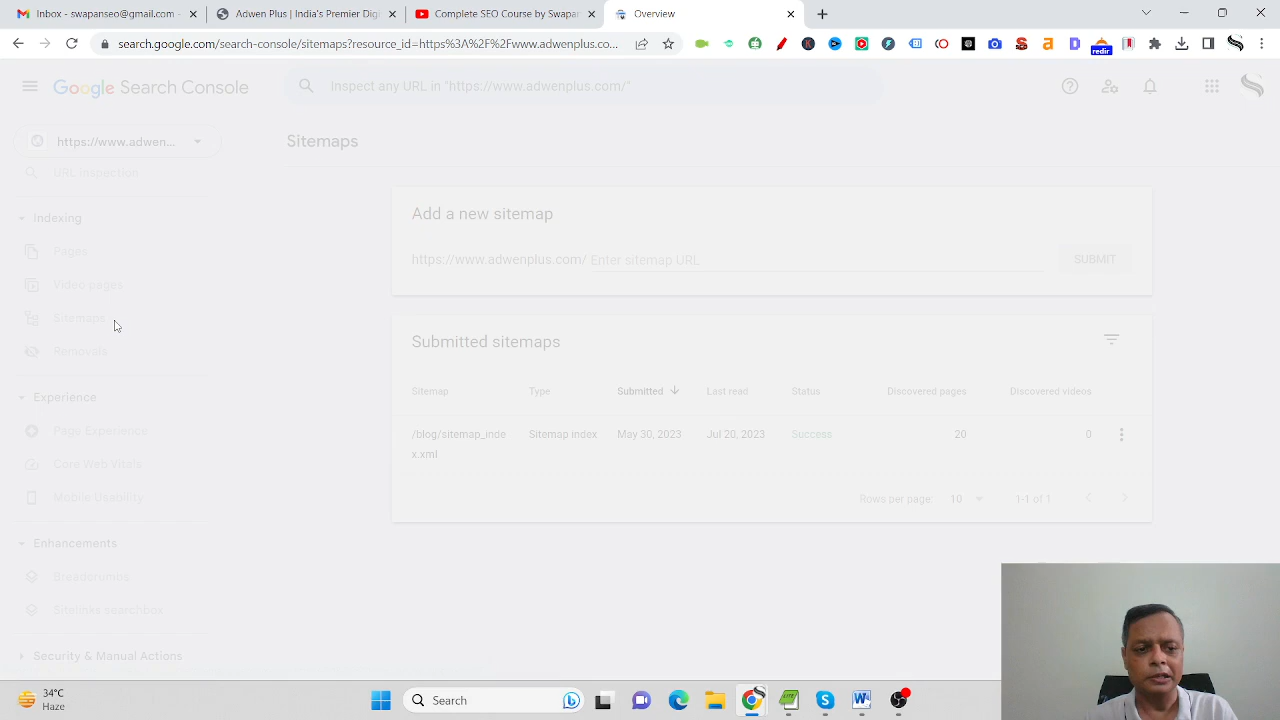 Inbox - swapansen@gmail.com -
Adwen Plus | India's Premier Digi
Complete SEO Course by Swapan
Overview
search.google.com/search-console/sitemaps?resource_id=https%3A%2F%2Fwww.adwenplus.co...
redir
Google Search Console
Inspect any URL in "https://www.adwenplus.com/"
https://www.adwen...
Sitemaps
URL inspection
Indexing
Pages
Video pages
Sitemaps
Removals
Experience
Page Experience
Core Web Vitals
Mobile Usability
Enhancements
Breadcrumbs
Sitelinks searchbox
Security & Manual Actions
Add a new sitemap
https://www.adwenplus.com/ Enter sitemap URL
SUBMIT
Submitted sitemaps
Sitemap Type Submitted Last read Status Discovered pages Discovered videos
/blog/sitemap_inde Sitemap index May 30, 2023 Jul 20, 2023 Success 20 0
x.xml
Rows per page: 10 1-1 of 1
34°C
Haze
Search